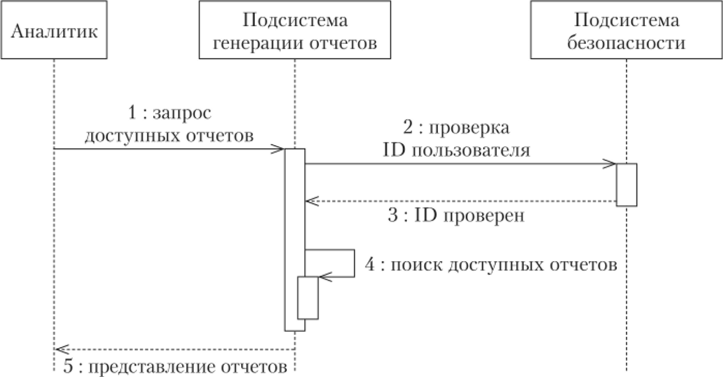 Аналитик
Подсистема
генерации отчетов
Подсистема
безопасности
1 : запрос
доступных отчетов
2 : проверка
ID пользователя
3 : ID проверен
4 : поиск доступных отчетов
5 : представление отчетов